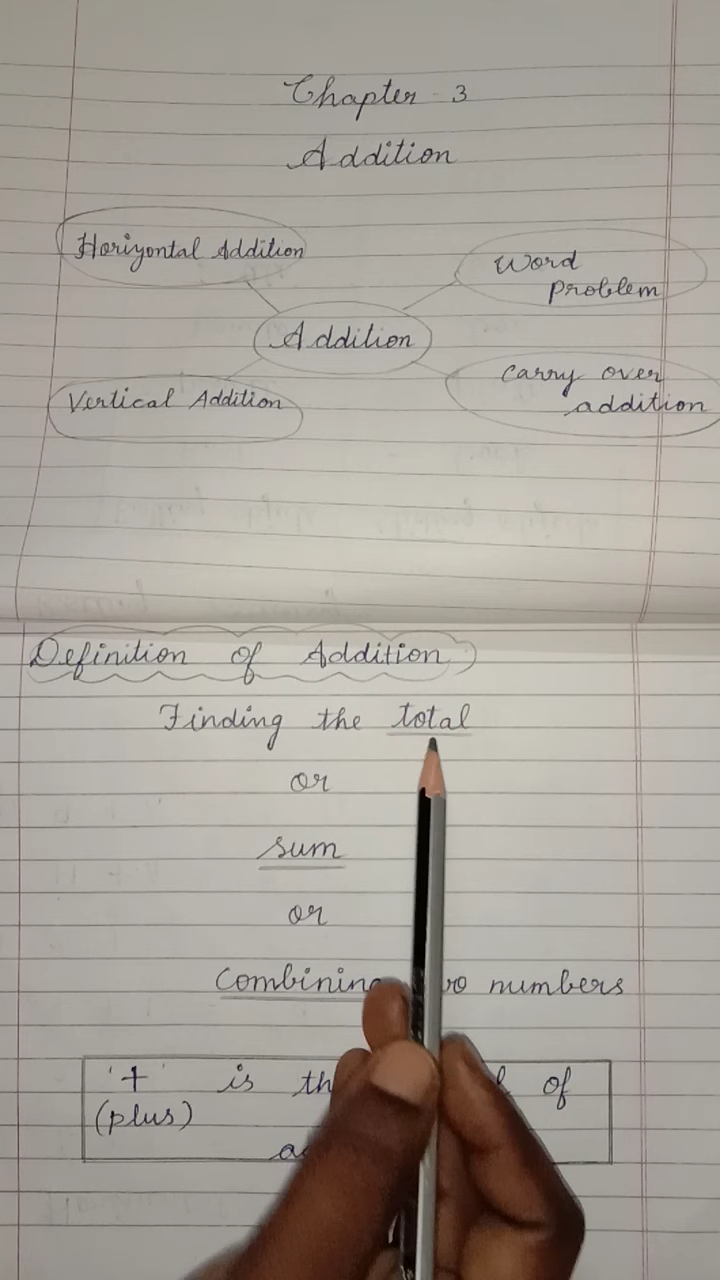 Chapter - 3
Addition
Horizontal Addition
Word
problem
Addition
Vertical Addition
Carry over
addition
Definition of Addition
Finding the total
or
sum
or
Combining numbers
'+' is of
(plus)